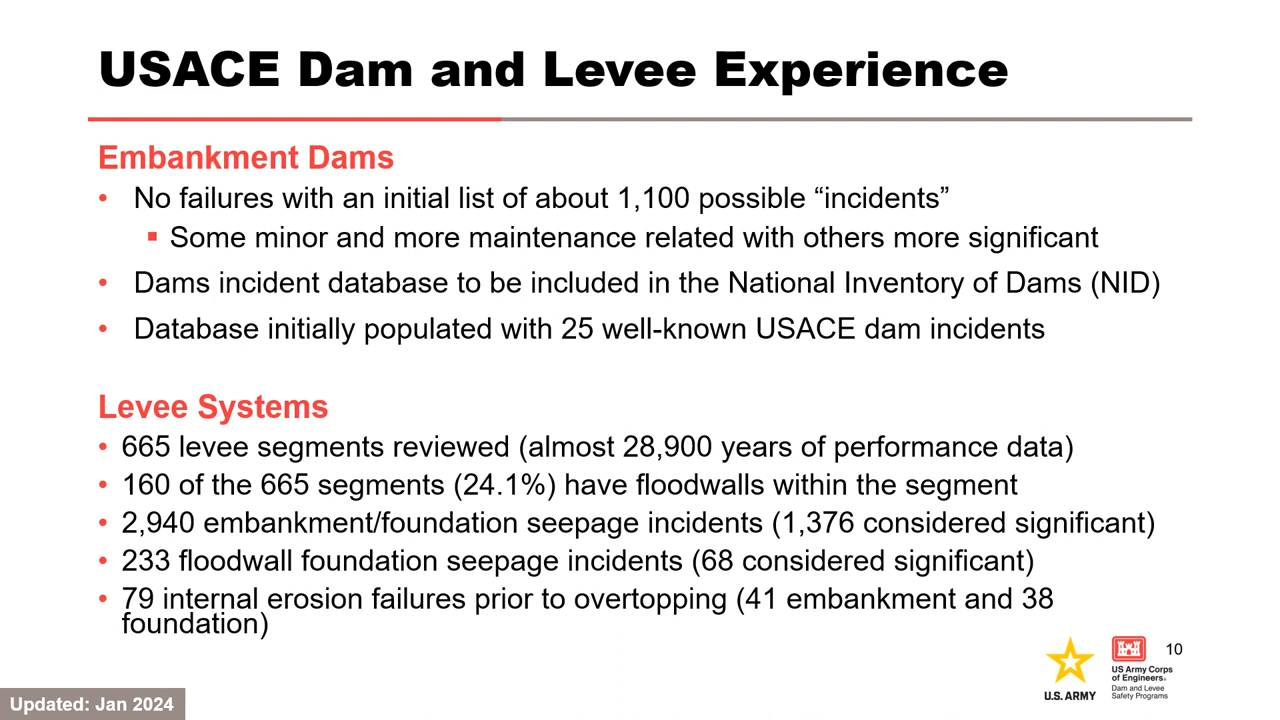 USACE Dam and Levee Experience
Embankment Dams
• No failures with an initial list of about 1,100 possible “incidents”
▪ Some minor and more maintenance related with others more significant
• Dams incident database to be included in the National Inventory of Dams (NID)
• Database initially populated with 25 well-known USACE dam incidents
Levee Systems
• 665 levee segments reviewed (almost 28,900 years of performance data)
• 160 of the 665 segments (24.1%) have floodwalls within the segment
• 2,940 embankment/foundation seepage incidents (1,376 considered significant)
• 233 floodwall foundation seepage incidents (68 considered significant)
• 79 internal erosion failures prior to overtopping (41 embankment and 38
foundation)
10
U.S. ARMY
US Army Corps
of Engineers®
Dam and Levee
Safety Programs
Updated: Jan 2024